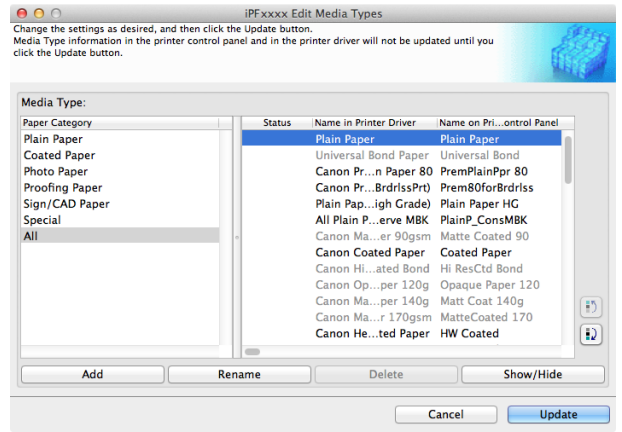 iPFxxxx Edit Media Types
Change the settings as desired, and then click the Update button.
Media Type information in the printer control panel and in the printer driver will not be updated until you
click the Update button.
Media Type:
Paper Category
Plain Paper
Coated Paper
Photo Paper
Proofing Paper
Sign/CAD Paper
Special
All
Status Name in Printer Driver Name on Pri...ontrol Panel
Plain Paper Plain Paper
Universal Bond Paper Universal Bond
Canon Pr...n Paper 80 PremPlainPpr 80
Canon Pr...BrdrlssPrt) Prem80forBrdrlss
Plain Pap...igh Grade) Plain Paper HG
All Plain P...erve MBK PlainP_ConsMBK
Canon Ma...er 90gsm Matte Coated 90
Canon Coated Paper Coated Paper
Canon Hi...ated Bond Hi ResCtd Bond
Canon Op...per 120g Opaque Paper 120
Canon Ma...per 140g Matt Coat 140g
Canon Ma...r 170gsm MatteCoated 170
Canon He...ted Paper HW Coated
Add Rename Delete Show/Hide
Cancel Update